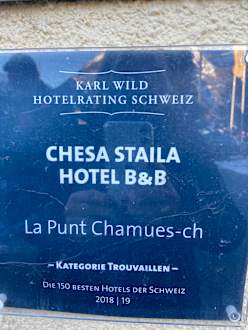 KARL WILD
HOTELRATING SCHWEIZ
CHESA STAILA
HOTEL B&B
La Punt Chamues-ch
– KATEGORIE TROUVAILLEN –
DIE 150 BESTEN HOTELS DER SCHWEIZ
2018 | 19